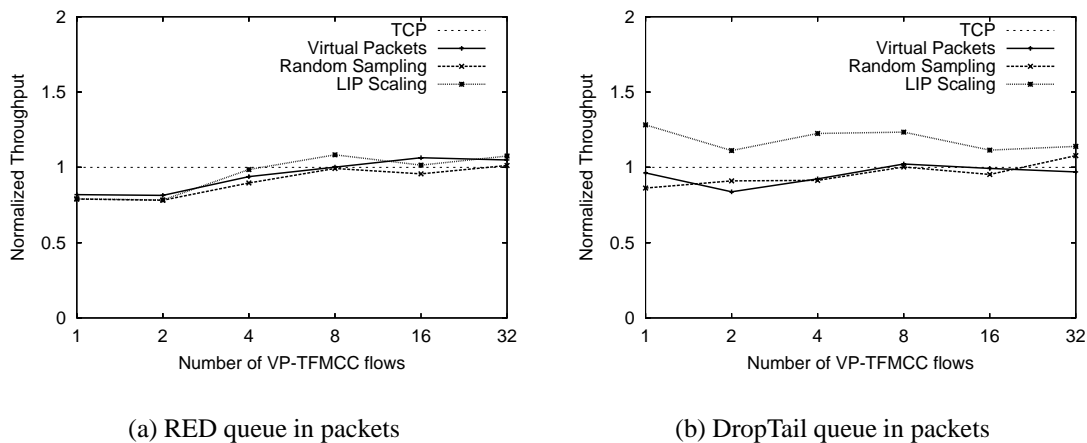 2
1.5
1
0.5
0
Normalized Throughput
TCP
Virtual Packets
Random Sampling
LIP Scaling
1 2 4 8 16 32
Number of VP-TFMCC flows
(a) RED queue in packets
2
1.5
1
0.5
0
Normalized Throughput
TCP
Virtual Packets
Random Sampling
LIP Scaling
1 2 4 8 16 32
Number of VP-TFMCC flows
(b) DropTail queue in packets